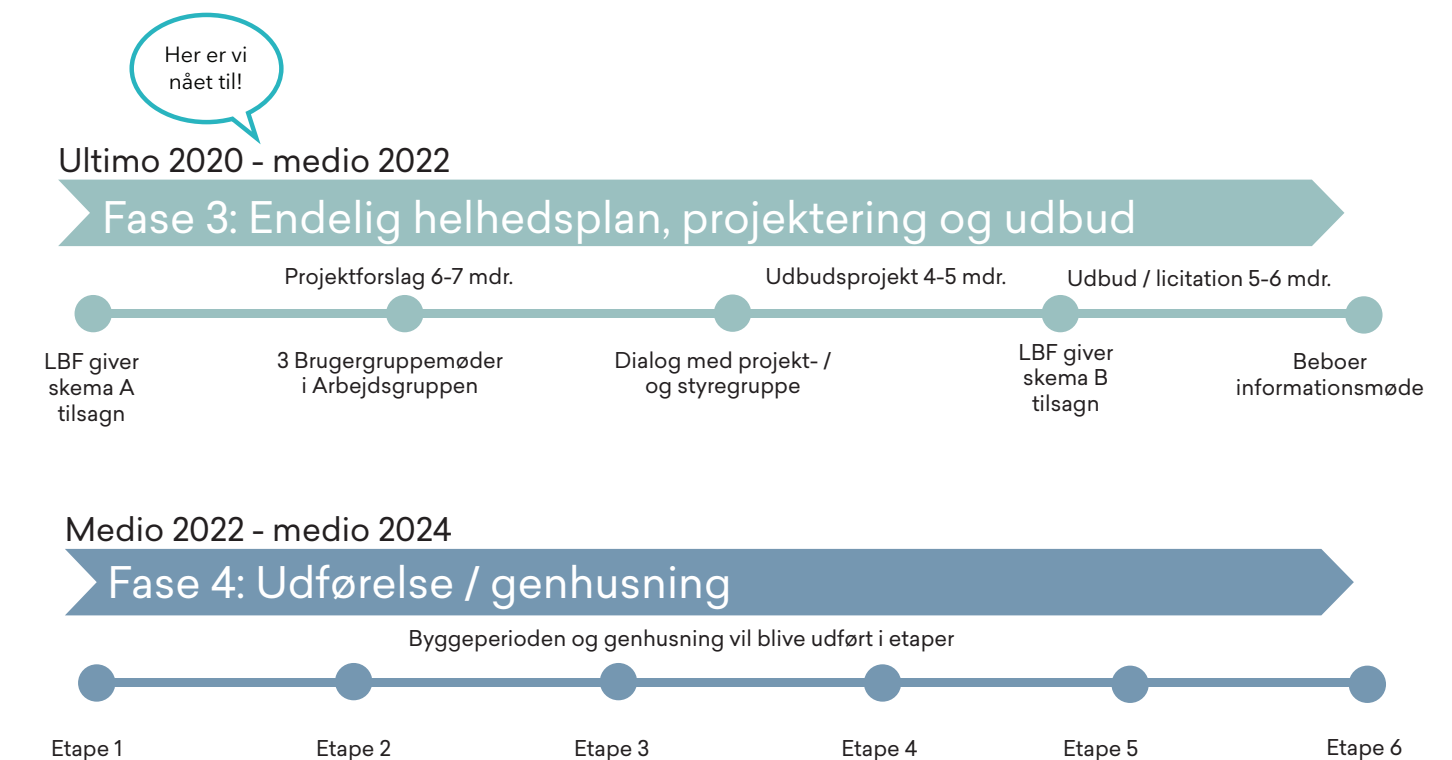 Her er vi
nået til!
Ultimo 2020 - medio 2022
Fase 3: Endelig helhedsplan, projektering og udbud
Projektforslag 6-7 mdr.
Udbudsprojekt 4-5 mdr.
Udbud / licitation 5-6 mdr.
LBF giver
skema A
tilsagn
3 Brugergruppemøder
i Arbejdsgruppen
Dialog med projekt- /
og styregruppe
LBF giver
skema B
tilsagn
Beboer
informationsmøde
Medio 2022 - medio 2024
Fase 4: Udførelse / genhusning
Byggeperioden og genhusning vil blive udført i etaper
Etape 1
Etape 2
Etape 3
Etape 4
Etape 5
Etape 6